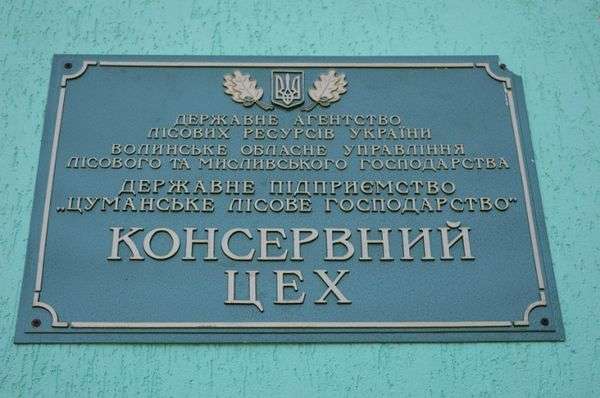 ДЕРЖАВНЕ АГЕНТСТВО
ЛІСОВИХ РЕСУРСІВ УКРАЇНИ
ВОЛИНСЬКЕ ОБЛАСНЕ УПРАВЛІННЯ
ЛІСОВОГО ТА МИСЛИВСЬКОГО ГОСПОДАРСТВА
ДЕРЖАВНЕ ПІДПРИЄМСТВО
„ЦУМАНСЬКЕ ЛІСОВЕ ГОСПОДАРСТВО“
КОНСЕРВНИЙ
ЦЕХ